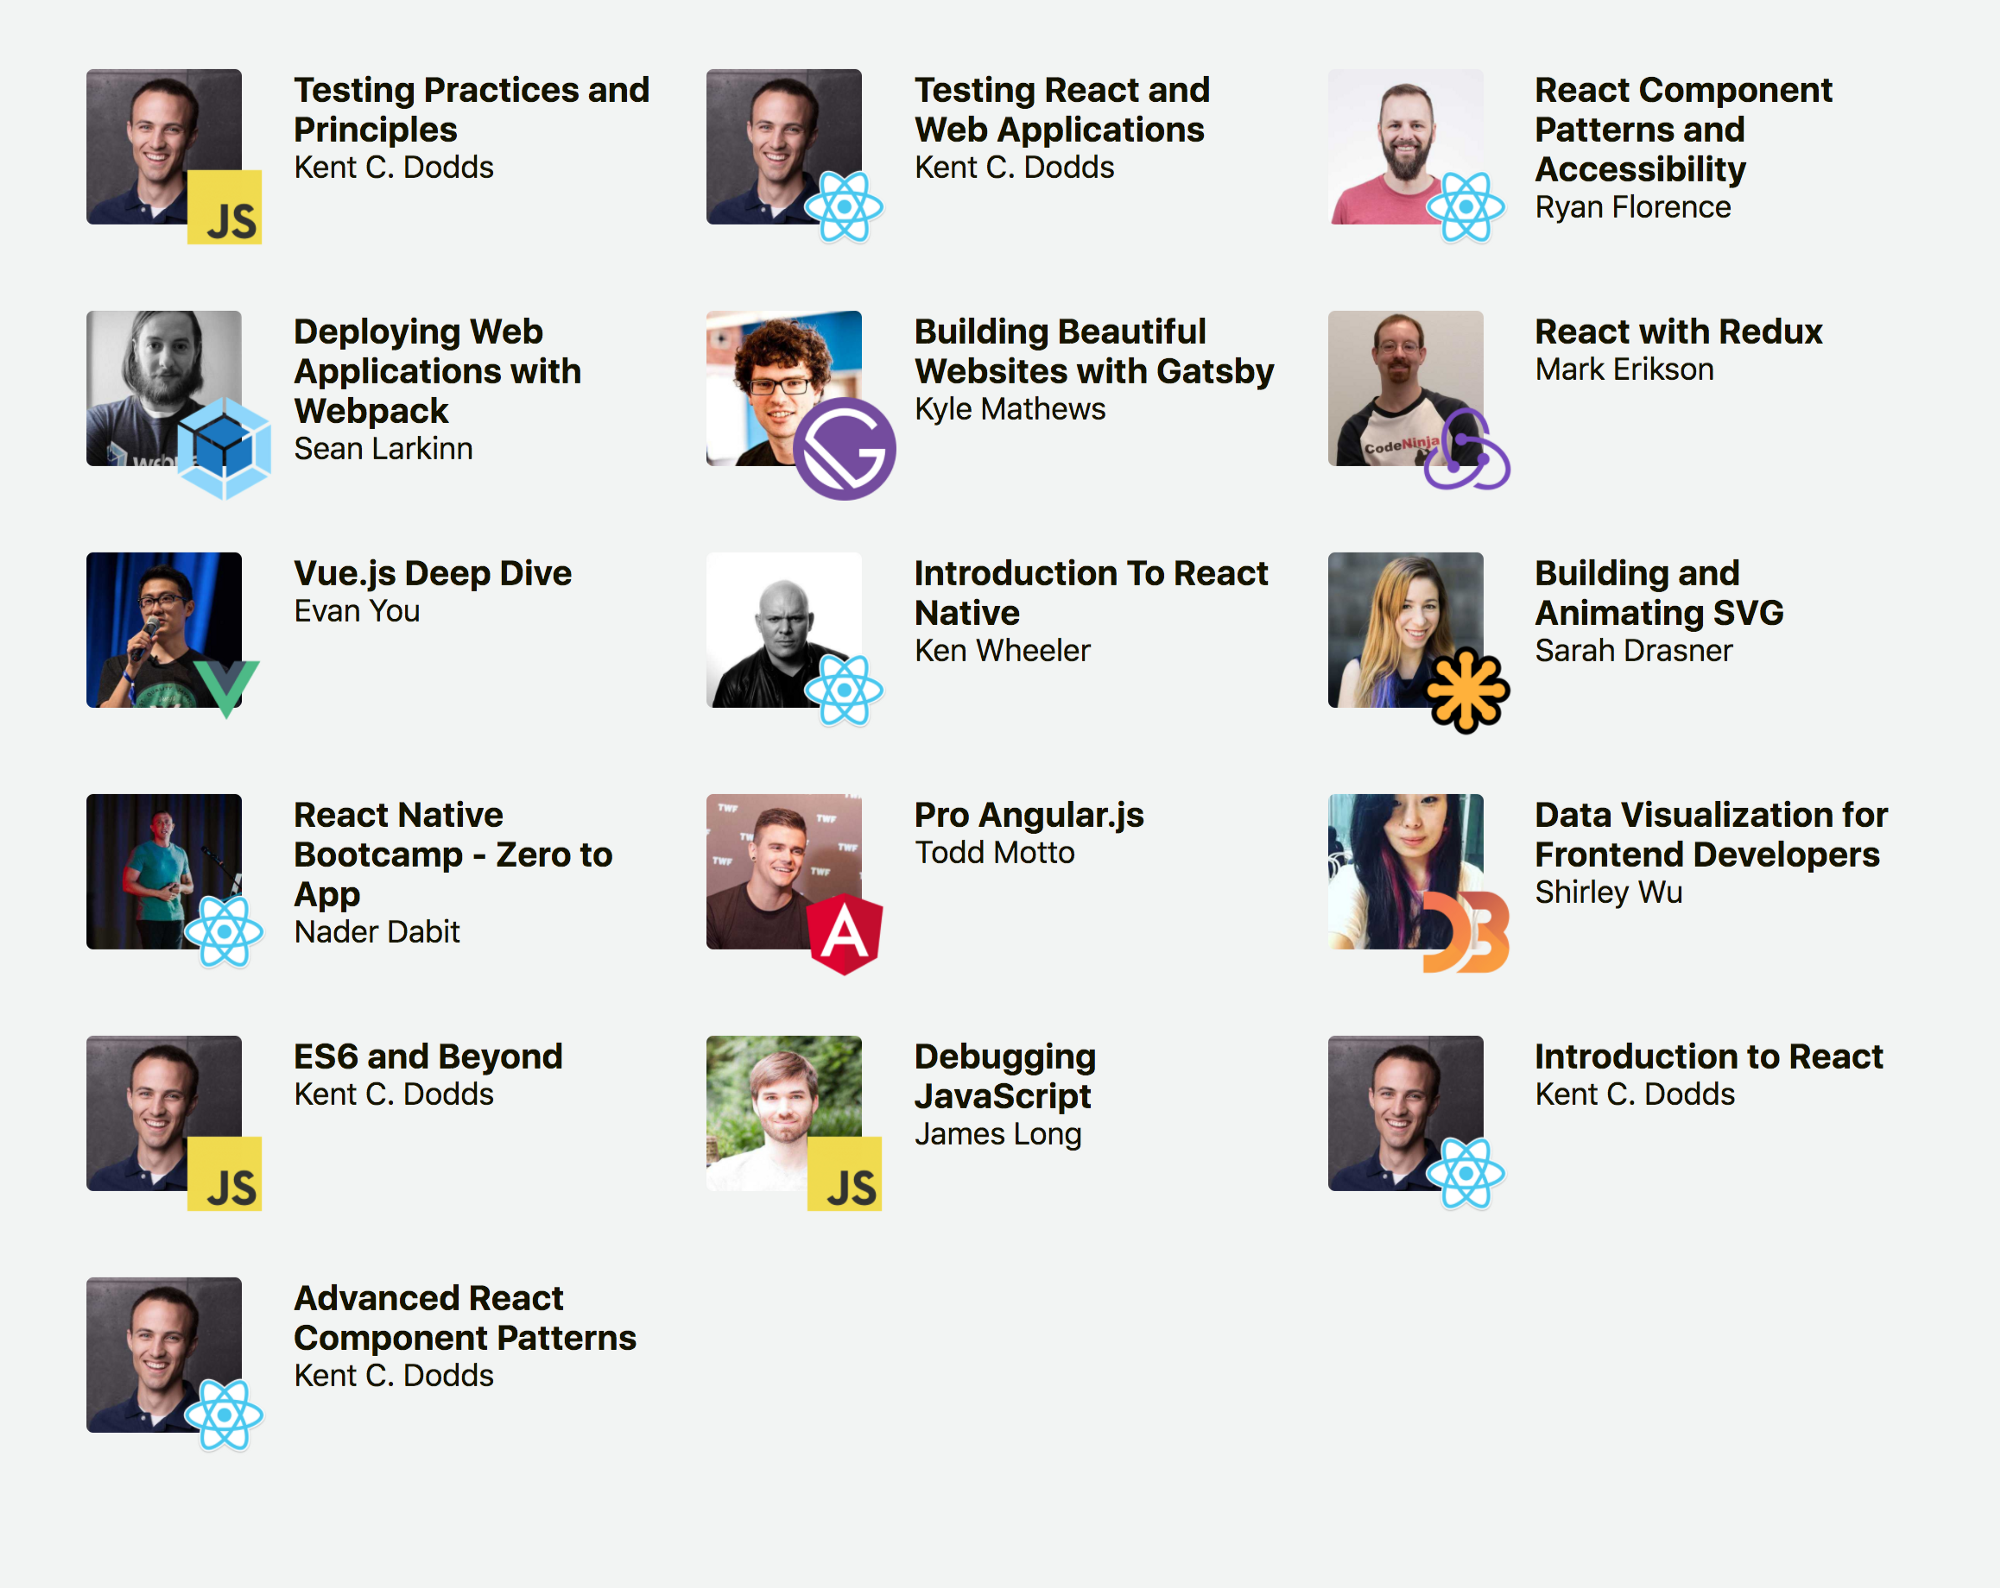 Testing Practices and
Principles
Kent C. Dodds
JS
Testing React and
Web Applications
Kent C. Dodds
React Component
Patterns and
Accessibility
Ryan Florence
Deploying Web
Applications with
Webpack
Sean Larkinn
Building Beautiful
Websites with Gatsby
Kyle Mathews
React with Redux
Mark Erikson
CodeNinja
Vue.js Deep Dive
Evan You
Introduction To React
Native
Ken Wheeler
Building and
Animating SVG
Sarah Drasner
React Native
Bootcamp - Zero to
App
Nader Dabit
Pro Angular.js
Todd Motto
TWF
TWF
TWF
TWF
TWF
A
Data Visualization for
Frontend Developers
Shirley Wu
D3
ES6 and Beyond
Kent C. Dodds
JS
Debugging
JavaScript
James Long
JS
Introduction to React
Kent C. Dodds
Advanced React
Component Patterns
Kent C. Dodds